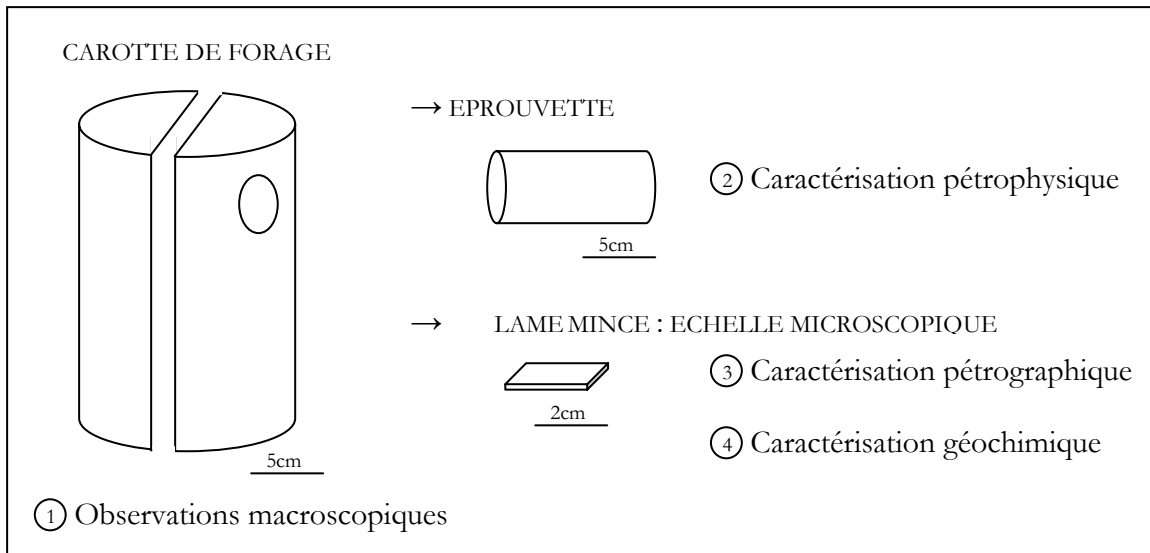 CAROTTE DE FORAGE
→ EPROUVETTE
② Caractérisation pétrophysique
5cm
→ LAME MINCE : ECHELLE MICROSCOPIQUE
③ Caractérisation pétrographique
2cm
④ Caractérisation géochimique
5cm
① Observations macroscopiques